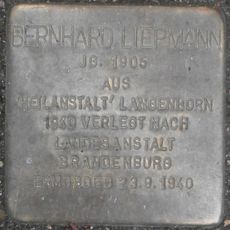 BERNHARD LIEPMANN
JG. 1905
AUS
'HEILANSTALT' LANGENHORN
1940 VERLEGT NACH
LANDESANSTALT
BRANDENBURG
ERMORDET 23.9.1940